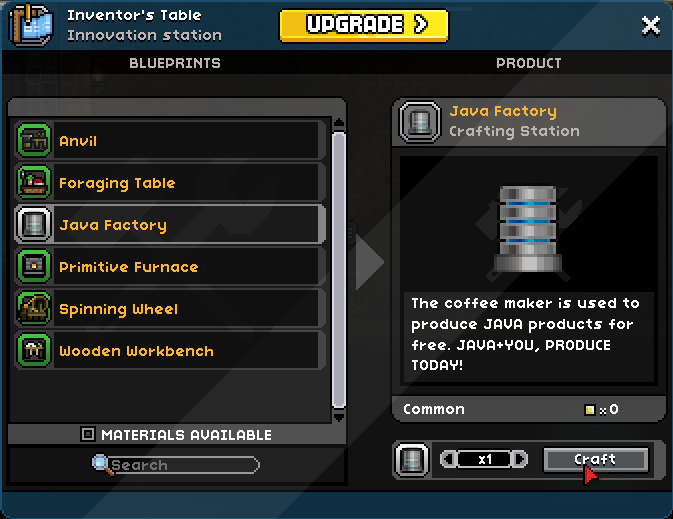 Inventor's Table
Innovation station
UPGRADE >
BLUEPRINTS
PRODUCT
Anvil
Foraging Table
Java Factory
Primitive Furnace
Spinning Wheel
Wooden Workbench
MATERIALS AVAILABLE
Search
Java Factory
Crafting Station
The coffee maker is used to
produce JAVA products for
free. JAVA+YOU, PRODUCE
TODAY!
Common
x0
x1
Craft